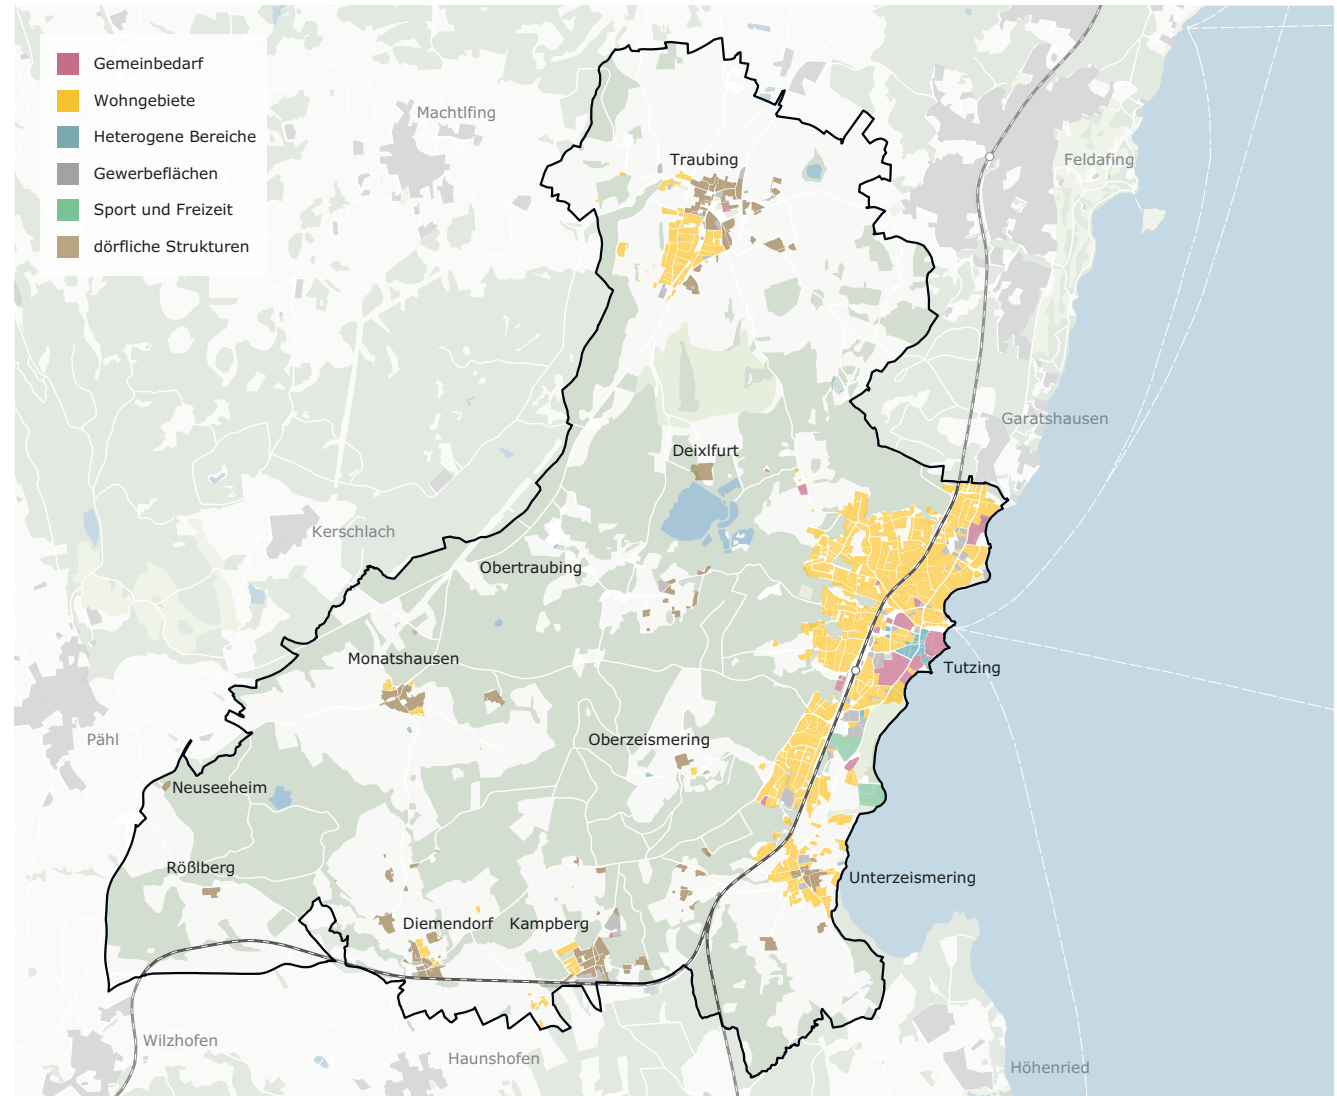 Gemeinbedarf
Wohngebiete
Heterogene Bereiche
Gewerbeflächen
Sport und Freizeit
dörfliche Strukturen
Machtlfing
Traubing
Feldafing
Garatshausen
Deixlfurt
Kerschlach
Obertraubing
Monatshausen
Tutzing
Pähl
Oberzeismering
Neuseeheim
Rößlberg
Unterzeismering
Diemendorf
Kampberg
Wilzhofen
Haunshofen
Höhenried